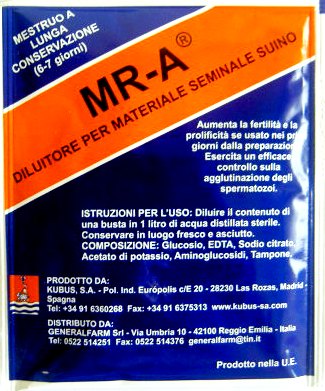 MESTRUO A
LUNGA
CONSERVAZIONE
(6-7 giorni)
MR-A®
DILUITORE PER MATERIALE SEMINALE SUINO
Aumenta la fertilità e la
prolificità se usato nei
giorni dalla preparazio
Esercita un efficace
controllo sulla
agglutinazione degli
spermatozoi.
ISTRUZIONI PER L'USO: Diluire il contenuto di
una busta in 1 litro di acqua distillata sterile.
Conservare in luogo fresco e asciutto.
COMPOSIZIONE: Glucosio, EDTA, Sodio citrato,
Acetato di potassio, Aminoglucosidi, Tampone.
PRODOTTO DA:
KUBUS, S.A. - Pol. Ind. Európolis c/E 20 - 28230 Las Rozas, Madrid -
Spagna
Tel: +34 91 6360268 Fax: +34 91 6375313 www.kubus-sa.com
DISTRIBUTO DA:
GENERALFARM Srl - Via Umbria 10 - 42100 Reggio Emilia - Italia
Tel: 0522 514251 Fax: 0522 514376 generalfarm@tin.it
Prodotto nella U.E.